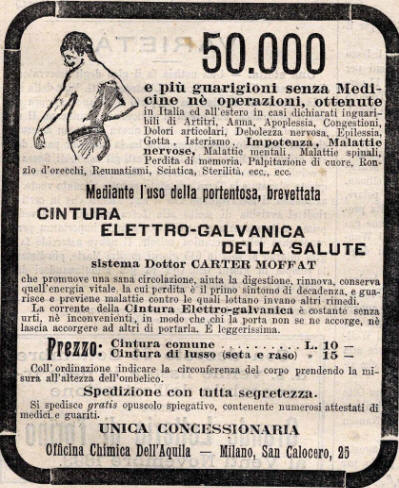 50.000
e più guarigioni senza Medi-
cine nè operazioni, ottenute
in Italia ed all'estero in casi dichiarati inguari-
bili di Artitri, Asma, Apoplessia, Congestioni,
Dolori articolari, Debolezza nervosa, Epilessia,
Gotta, Isterismo, Impotenza, Malattie
nervose, Malattie mentali, Malattie spinali,
Perdita di memoria, Palpitazione di cuore, Ron-
zio d'orecchi, Reumatismi, Sciatica, Sterilità, ecc., ecc.
Mediante l'uso della portentosa, brevettata
CINTURA
ELETTRO-GALVANICA
DELLA SALUTE
sistema Dottor CARTER MOFFAT
che promuove una sana circolazione, aiuta la digestione, rinnova, conserva
quell'energia vitale, la cui perdita è il primo sintomo di decadenza, e gua-
risce e previene malattie contro le quali lottano invano altri rimedi.
La corrente della Cintura Elettro-galvanica è costante senza
urti, nè inconvenienti, in modo che chi la porta non se ne accorge, nè
lascia accorgere ad altri di portarla. È leggerissima.
Prezzo: Cintura comune . . . . . . . . . L. 10 —
Cintura di lusso (seta e raso) » 15 —
Coll'ordinazione indicare la circonferenza del corpo prendendo la mi-
sura all'altezza dell'ombelico.
Spedizione con tutta segretezza.
Si spedisce gratis opuscolo spiegativo, contenente numerosi attestati di
medici e guariti.
UNICA CONCESSIONARIA
Officina Chimica Dell'Aquila — Milano, San Calocero, 25